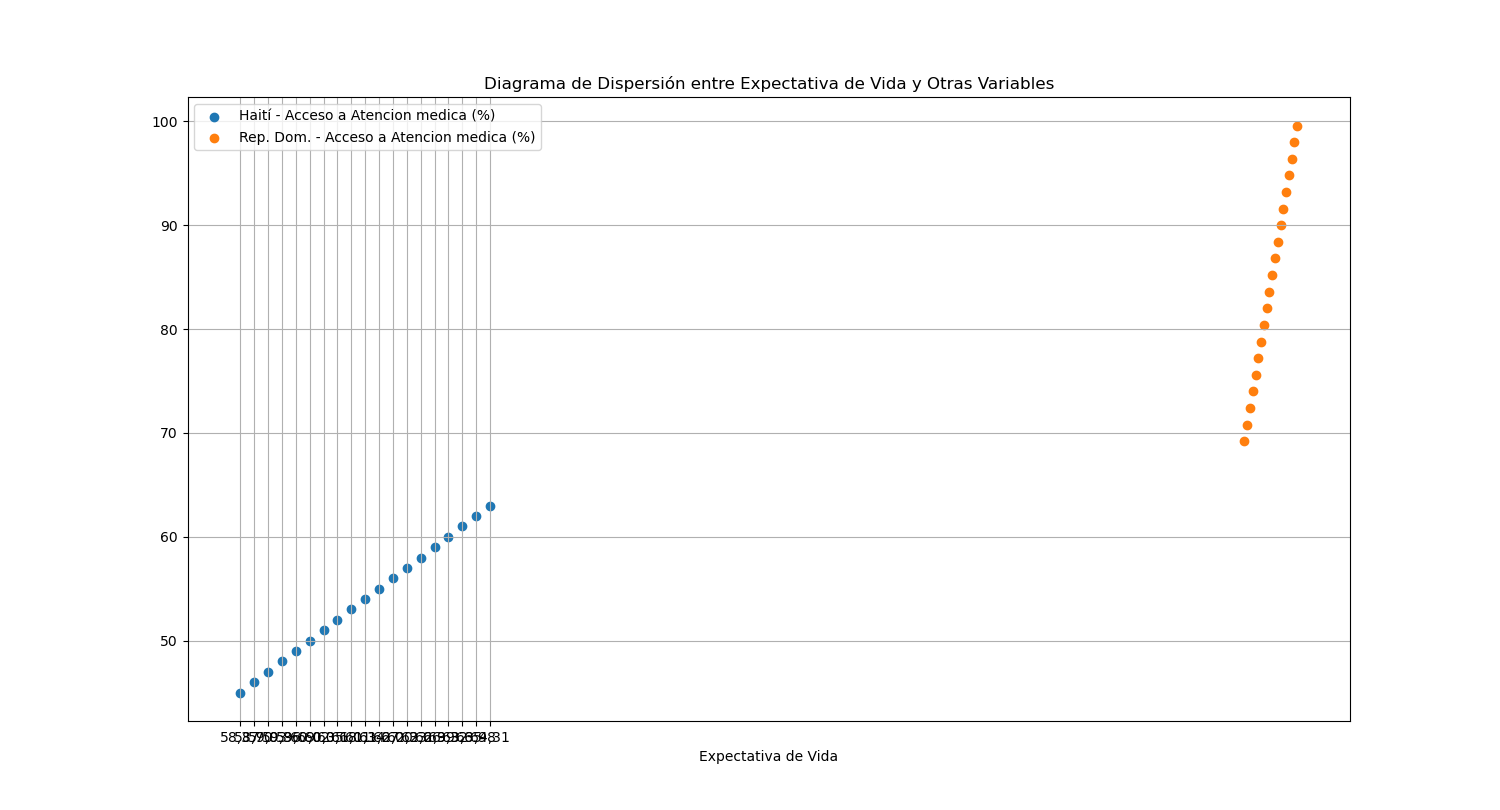 Diagrama de Dispersión entre Expectativa de Vida y Otras Variables
Haití - Acceso a Atencion medica (%)
Rep. Dom. - Acceso a Atencion medica (%)
100
90
80
70
60
50
Expectativa de Vida